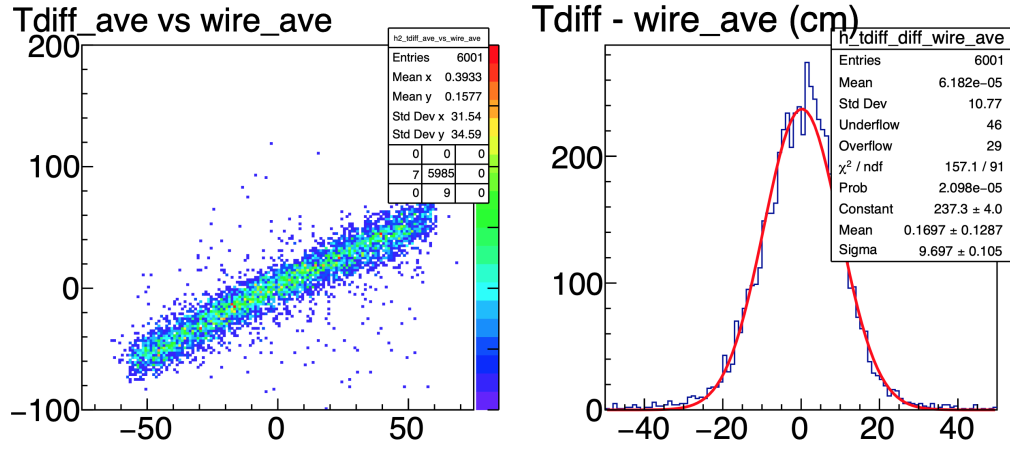 Tdiff_ave vs wire_ave
h2_tdiff_ave_vs_wire_ave
Entries 6001
Mean x 0.3933
Mean y 0.1577
Std Dev x 31.54
Std Dev y 34.59
0 0 0
7 5985 0
0 9 0
200
100
0
−100
−50 0 50
Tdiff - wire_ave (cm)
h_tdiff_diff_wire_ave
Entries 6001
Mean 6.182e−05
Std Dev 10.77
Underflow 46
Overflow 29
χ² / ndf 157.1 / 91
Prob 2.098e−05
Constant 237.3 ± 4.0
Mean 0.1697 ± 0.1287
Sigma 9.697 ± 0.105
200
100
0
−40 −20 0 20 40